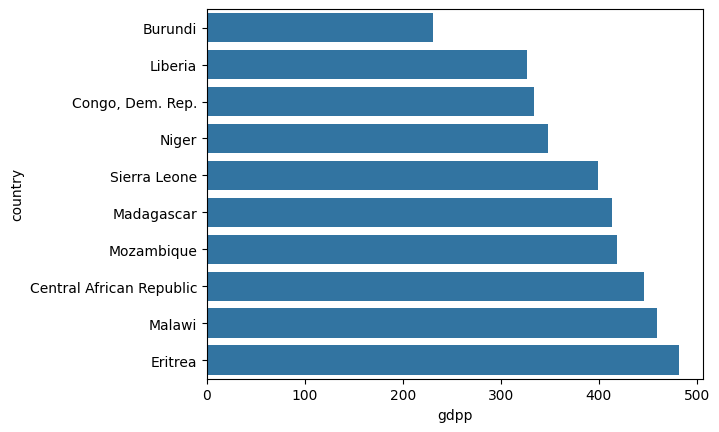 Burundi
Liberia
Congo, Dem. Rep.
Niger
Sierra Leone
Madagascar
Mozambique
Central African Republic
Malawi
Eritrea
country
0 100 200 300 400 500
gdpp